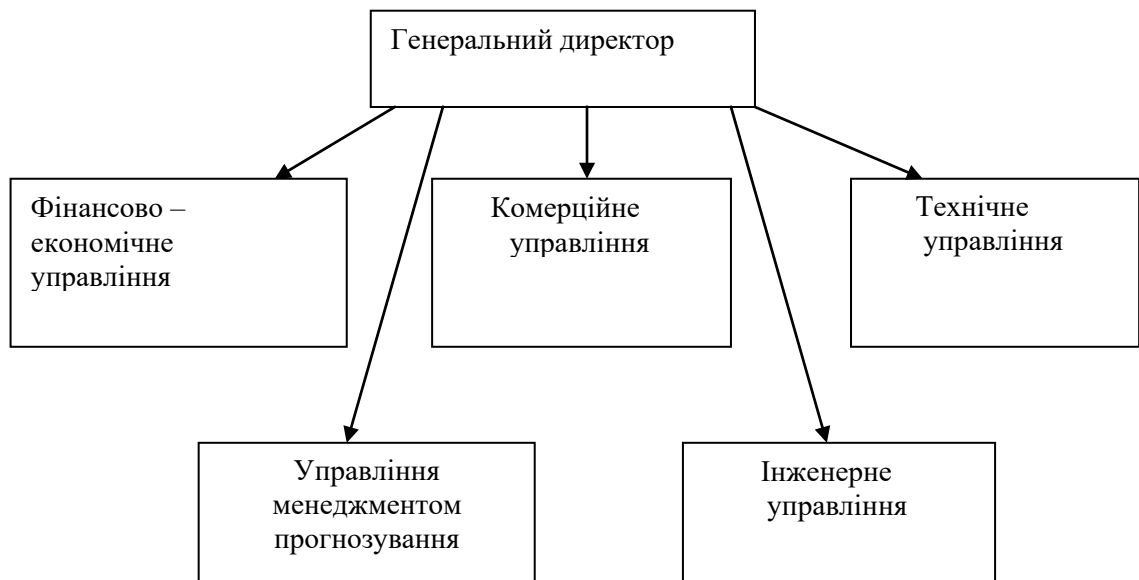 Генеральний директор
Фінансово –
економічне
управління
Комерційне
управління
Технічне
управління
Управління
менеджментом
прогнозування
Інженерне
управління